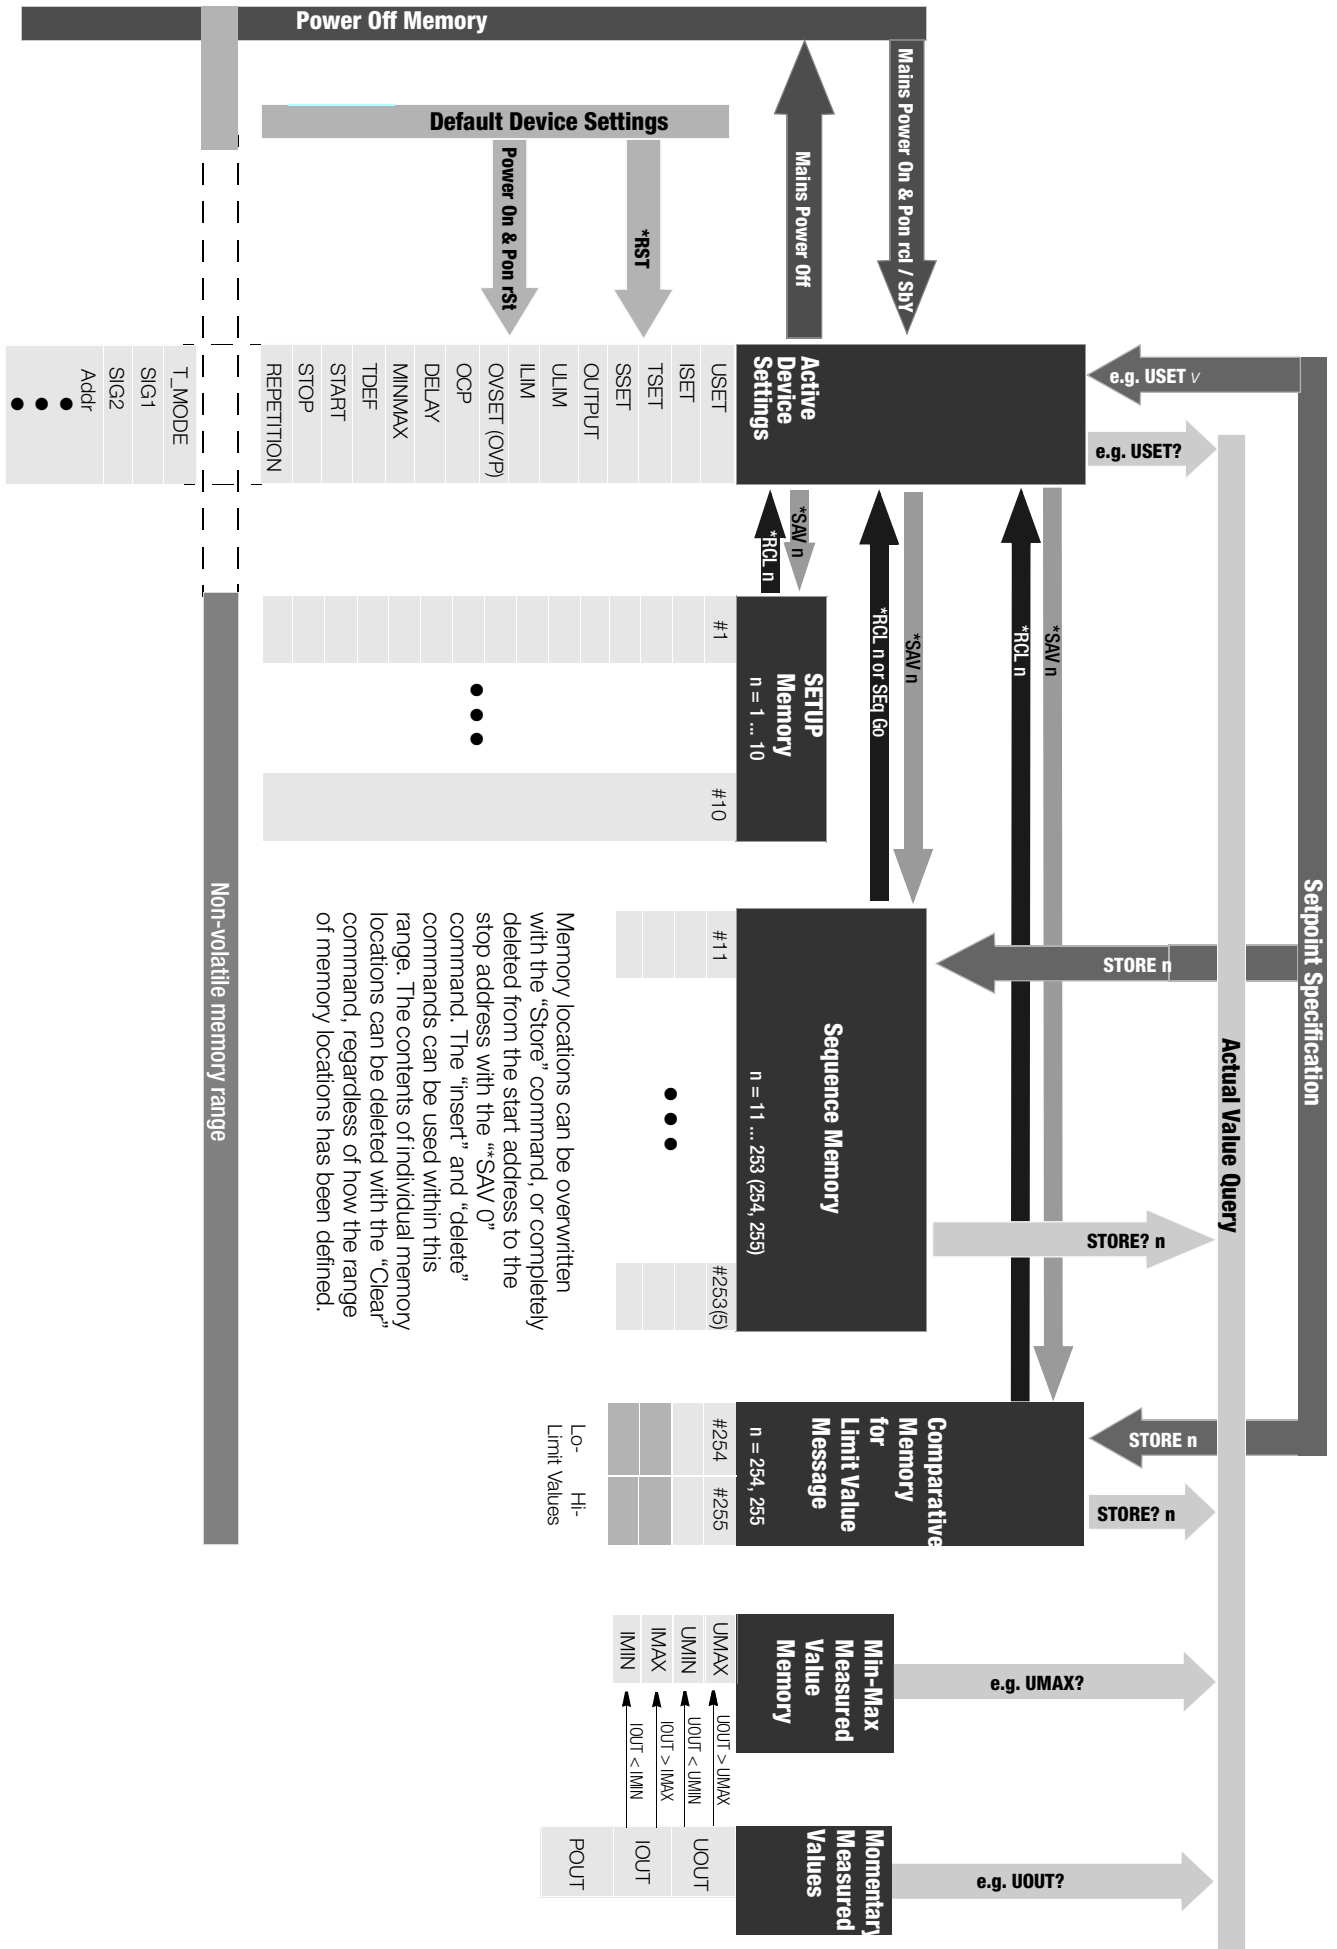 Setpoint Specification
Actual Value Query
e.g. USET v
e.g. USET?
STORE n
STORE? n
STORE n
STORE? n
e.g. UMAX?
e.g. UOUT?
Power Off Memory
Mains Power On & Pon rcl / SbY
Mains Power Off
Default Device Settings
*RST
Power On & Pon rSt
Active
Device
Settings
USET
ISET
TSET
SSET
OUTPUT
ULIM
ILIM
OVSET (OVP)
OCP
DELAY
MINMAX
TDEF
START
STOP
REPETITION
T_MODE
SIG1
SIG2
Addr
*SAV n
*RCL n
*SAV n
*RCL n or SEq Go
*SAV n
*RCL n
SETUP
Memory
n = 1 ... 10
#1
#10
Sequence Memory
n = 11 ... 253 (254, 255)
#11
#253(5)
Memory locations can be overwritten
with the “Store” command, or completely
deleted from the start address to the
stop address with the “*SAV 0”
command. The “insert” and “delete”
commands can be used within this
range. The contents of individual memory
locations can be deleted with the “Clear”
command, regardless of how the range
of memory locations has been defined.
Non-volatile memory range
Comparative
Memory
for
Limit Value
Message
n = 254, 255
#254
#255
Lo- Hi-
Limit Values
Min-Max
Measured
Value
Memory
UMAX
UMIN
IMAX
IMIN
UOUT > UMAX
UOUT < UMIN
IOUT > IMAX
IOUT < IMIN
Momentary
Measured
Values
UOUT
IOUT
POUT